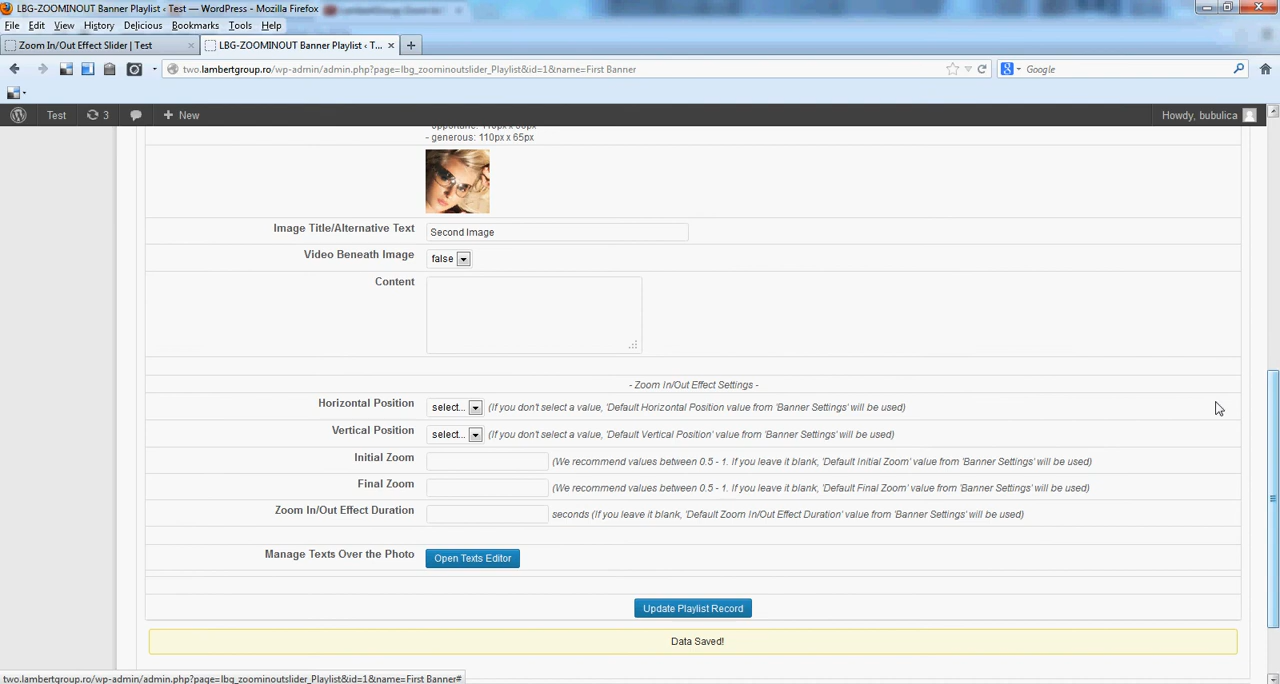 LBG-ZOOMINOUT Banner Playlist ‹ Test — WordPress - Mozilla Firefox
File Edit View History Delicious Bookmarks Tools Help
Zoom In/Out Effect Slider | Test
LBG-ZOOMINOUT Banner Playlist ‹ T...
two.lambertgroup.ro/wp-admin/admin.php?page=lbg_zoominoutslider_Playlist&id=1&name=First Banner
Google
Test 3 New Howdy, bubulica
- generous: 110px x 65px
Image Title/Alternative Text Second Image
Video Beneath Image false
Content
- Zoom In/Out Effect Settings -
Horizontal Position select... (If you don't select a value, 'Default Horizontal Position value from 'Banner Settings' will be used)
Vertical Position select... (If you don't select a value, 'Default Vertical Position' value from 'Banner Settings' will be used)
Initial Zoom (We recommend values between 0.5 - 1. If you leave it blank, 'Default Initial Zoom' value from 'Banner Settings' will be used)
Final Zoom (We recommend values between 0.5 - 1. If you leave it blank, 'Default Final Zoom' value from 'Banner Settings' will be used)
Zoom In/Out Effect Duration seconds (If you leave it blank, 'Default Zoom In/Out Effect Duration' value from 'Banner Settings' will be used)
Manage Texts Over the Photo Open Texts Editor
Update Playlist Record
Data Saved!
two.lambertgroup.ro/wp-admin/admin.php?page=lbg_zoominoutslider_Playlist&id=1&name=First Banner#